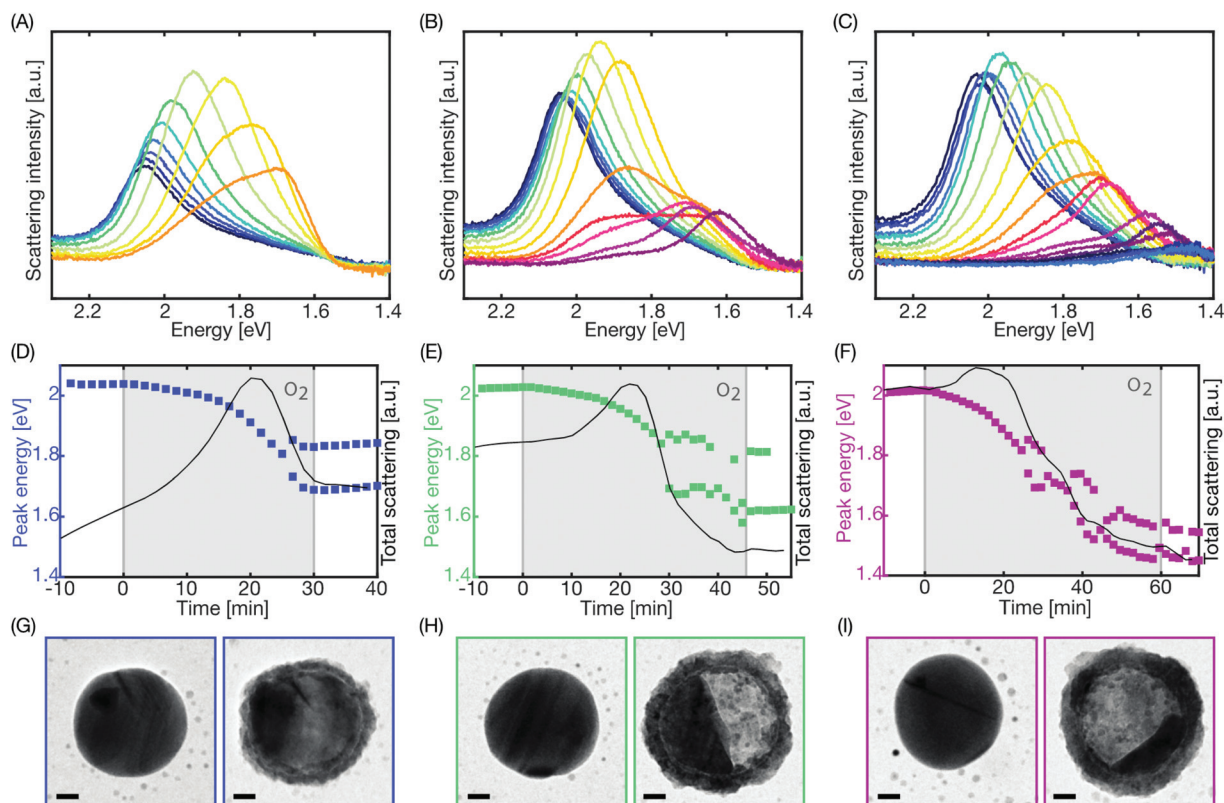 (A)
Scattering intensity [a.u.]
2.2 2 1.8 1.6 1.4
Energy [eV]
(B)
Scattering intensity [a.u.]
2.2 2 1.8 1.6 1.4
Energy [eV]
(C)
Scattering intensity [a.u.]
2.2 2 1.8 1.6 1.4
Energy [eV]
(D)
Peak energy [eV]
2
1.8
1.6
1.4
O2
Total scattering [a.u.]
-10 0 10 20 30 40
Time [min]
(E)
Peak energy [eV]
2
1.8
1.6
1.4
O2
Total scattering [a.u.]
-10 0 10 20 30 40 50
Time [min]
(F)
Peak energy [eV]
2
1.8
1.6
1.4
O2
Total scattering [a.u.]
0 20 40 60
Time [min]
(G)
(H)
(I)